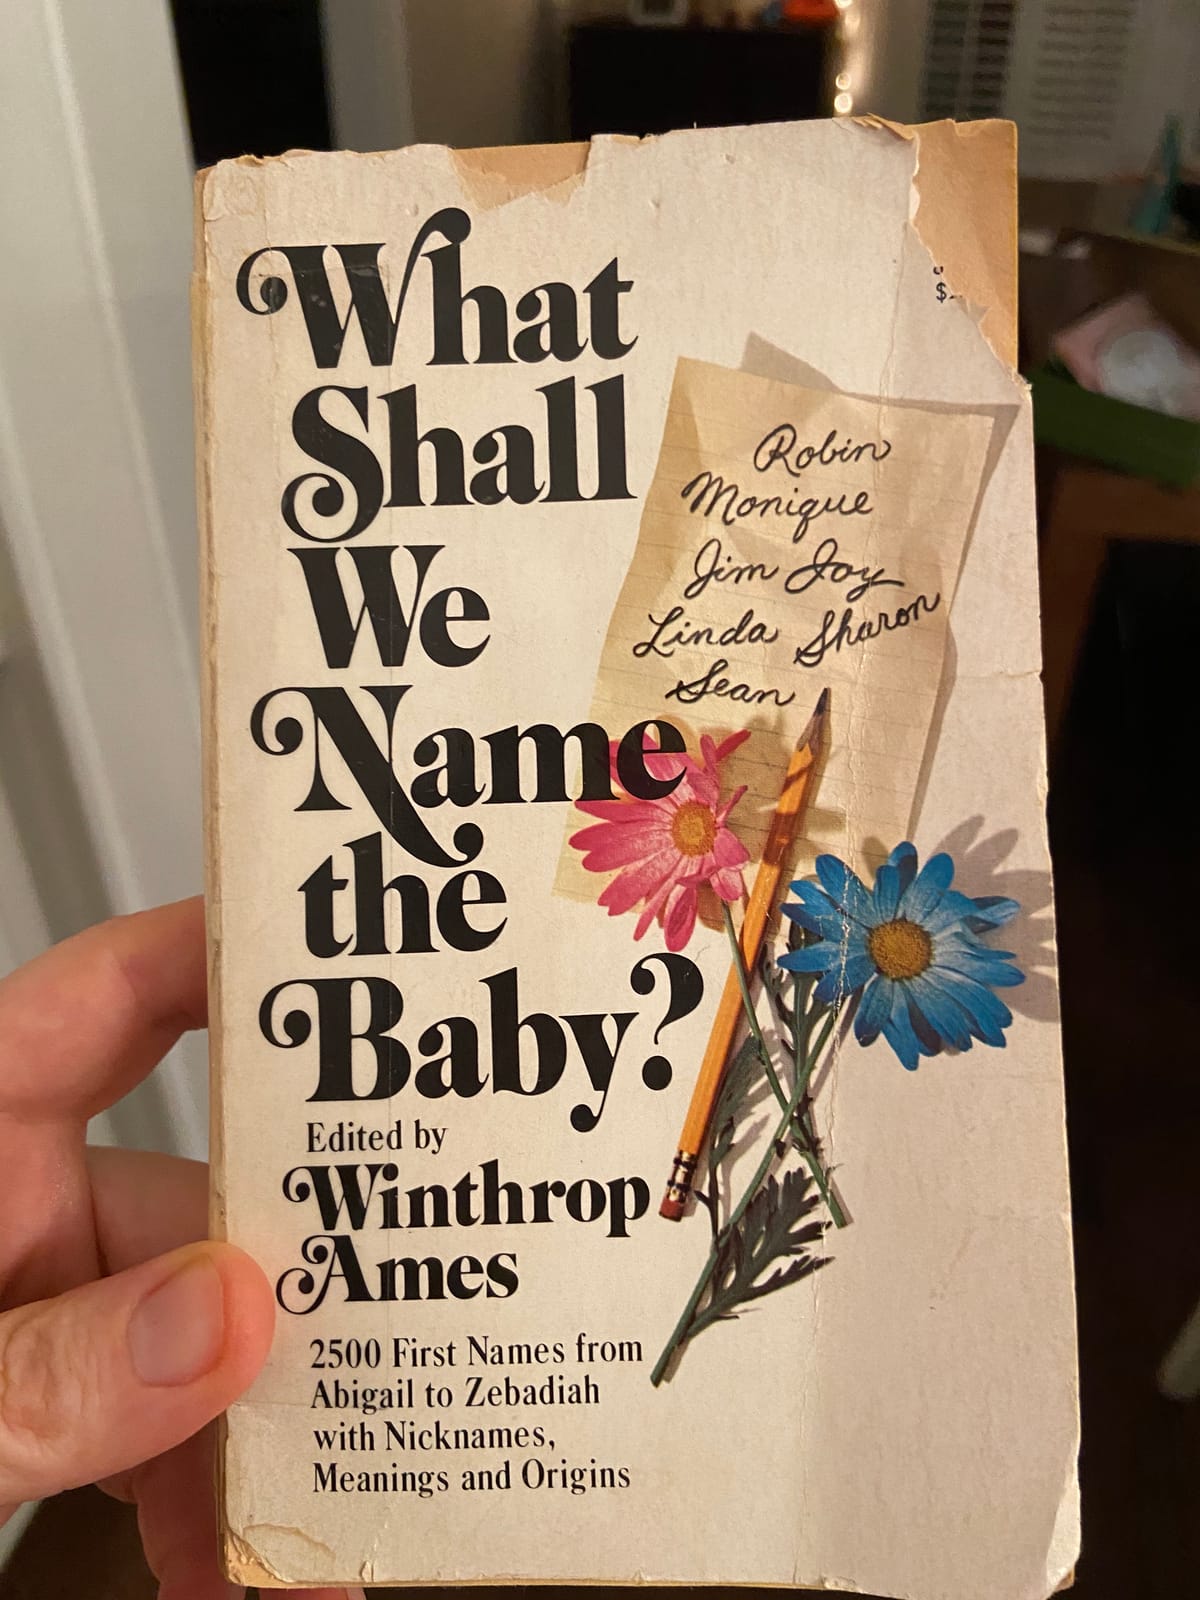 What
Shall
We
Name
the
Baby?
Edited by
Winthrop
Ames
2500 First Names from
Abigail to Zebadiah
with Nicknames,
Meanings and Origins
$
Robin
Monique
Jim Joy
Linda Sharon
Sean